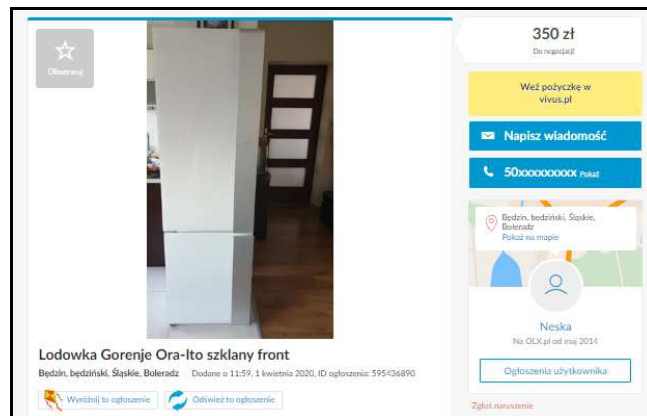 Obserwuj
350 zł
Do negocjacji
Weź pożyczkę w
vivus.pl
Napisz wiadomość
50xxxxxxxxx Pokaż
Będzin, będziński, Śląskie,
Boleradz
Pokaż na mapie
Neska
Na OLX.pl od maj 2014
Ogłoszenia użytkownika
Zgłoś naruszenie
Lodowka Gorenje Ora-Ito szklany front
Będzin, będziński, Śląskie, Boleradz Dodane o 11:59, 1 kwietnia 2020, ID ogłoszenia: 595436890
Wyróżnij to ogłoszenie Odśwież to ogłoszenie